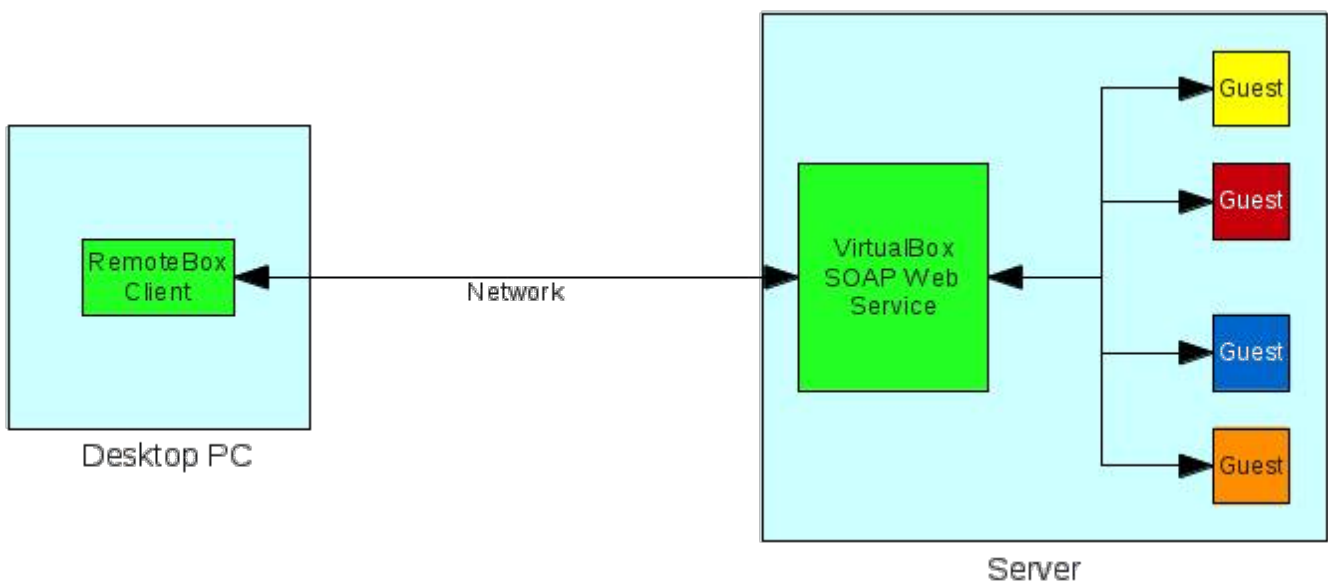 RemoteBox
Client
Desktop PC
Network
VirtualBox
SOAP Web
Service
Guest
Guest
Guest
Guest
Server